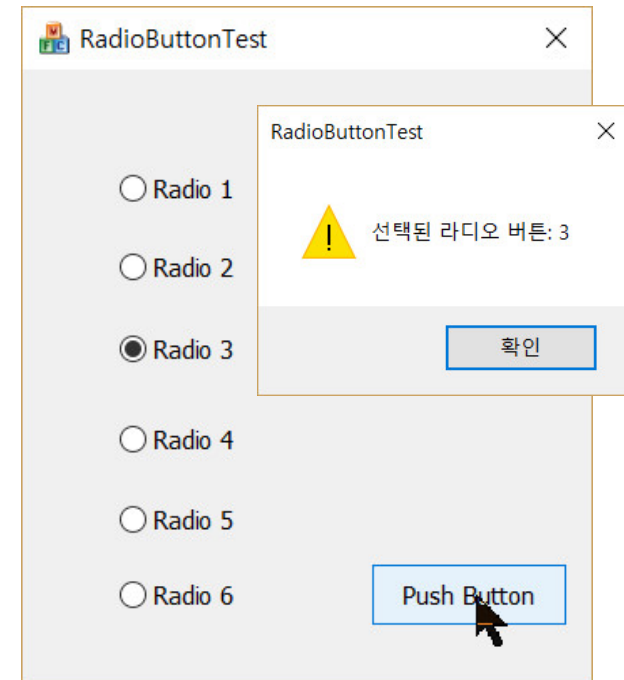 RadioButtonTest
RadioButtonTest
Radio 1
선택된 라디오 버튼: 3
Radio 2
Radio 3
확인
Radio 4
Radio 5
Radio 6
Push Button